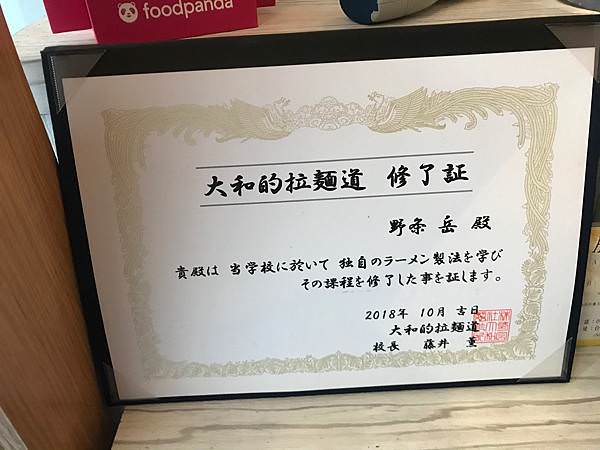 foodpanda
大和的拉麺道 修了証
野条 岳 殿
貴殿は 当学校に於いて 独自のラーメン製法を学び
その課程を修了した事を証します。
2018年 10月 吉日
大和的拉麺道
校長 藤井 薫